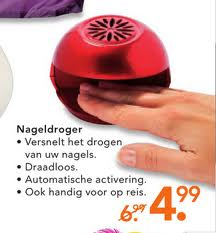 Nageldroger
• Versnelt het drogen
van uw nagels.
• Draadloos.
• Automatische activering.
• Ook handig voor op reis.
6.99 4.99